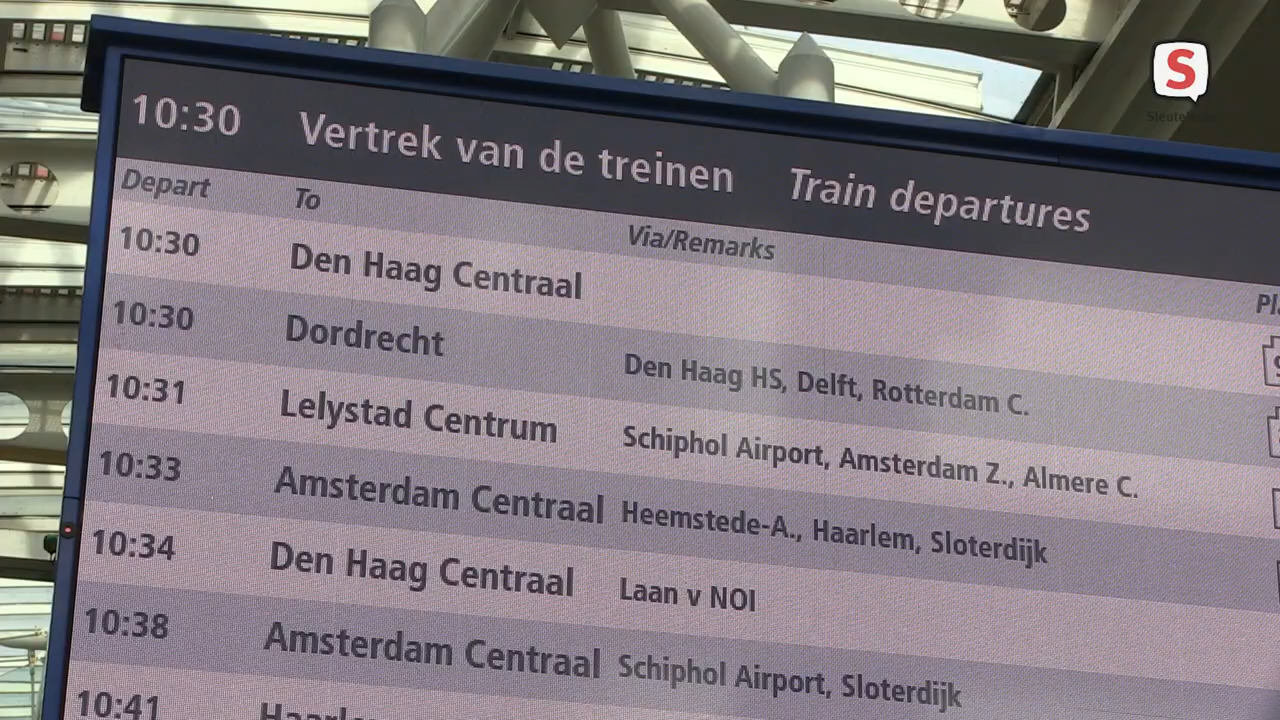 S
10:30 Vertrek van de treinen Train departures
Depart To Via/Remarks
10:30 Den Haag Centraal
10:30 Dordrecht Den Haag HS, Delft, Rotterdam C.
10:31 Lelystad Centrum Schiphol Airport, Amsterdam Z., Almere C.
10:33 Amsterdam Centraal Heemstede-A., Haarlem, Sloterdijk
10:34 Den Haag Centraal Laan v NOI
10:38 Amsterdam Centraal Schiphol Airport, Sloterdijk
10:41